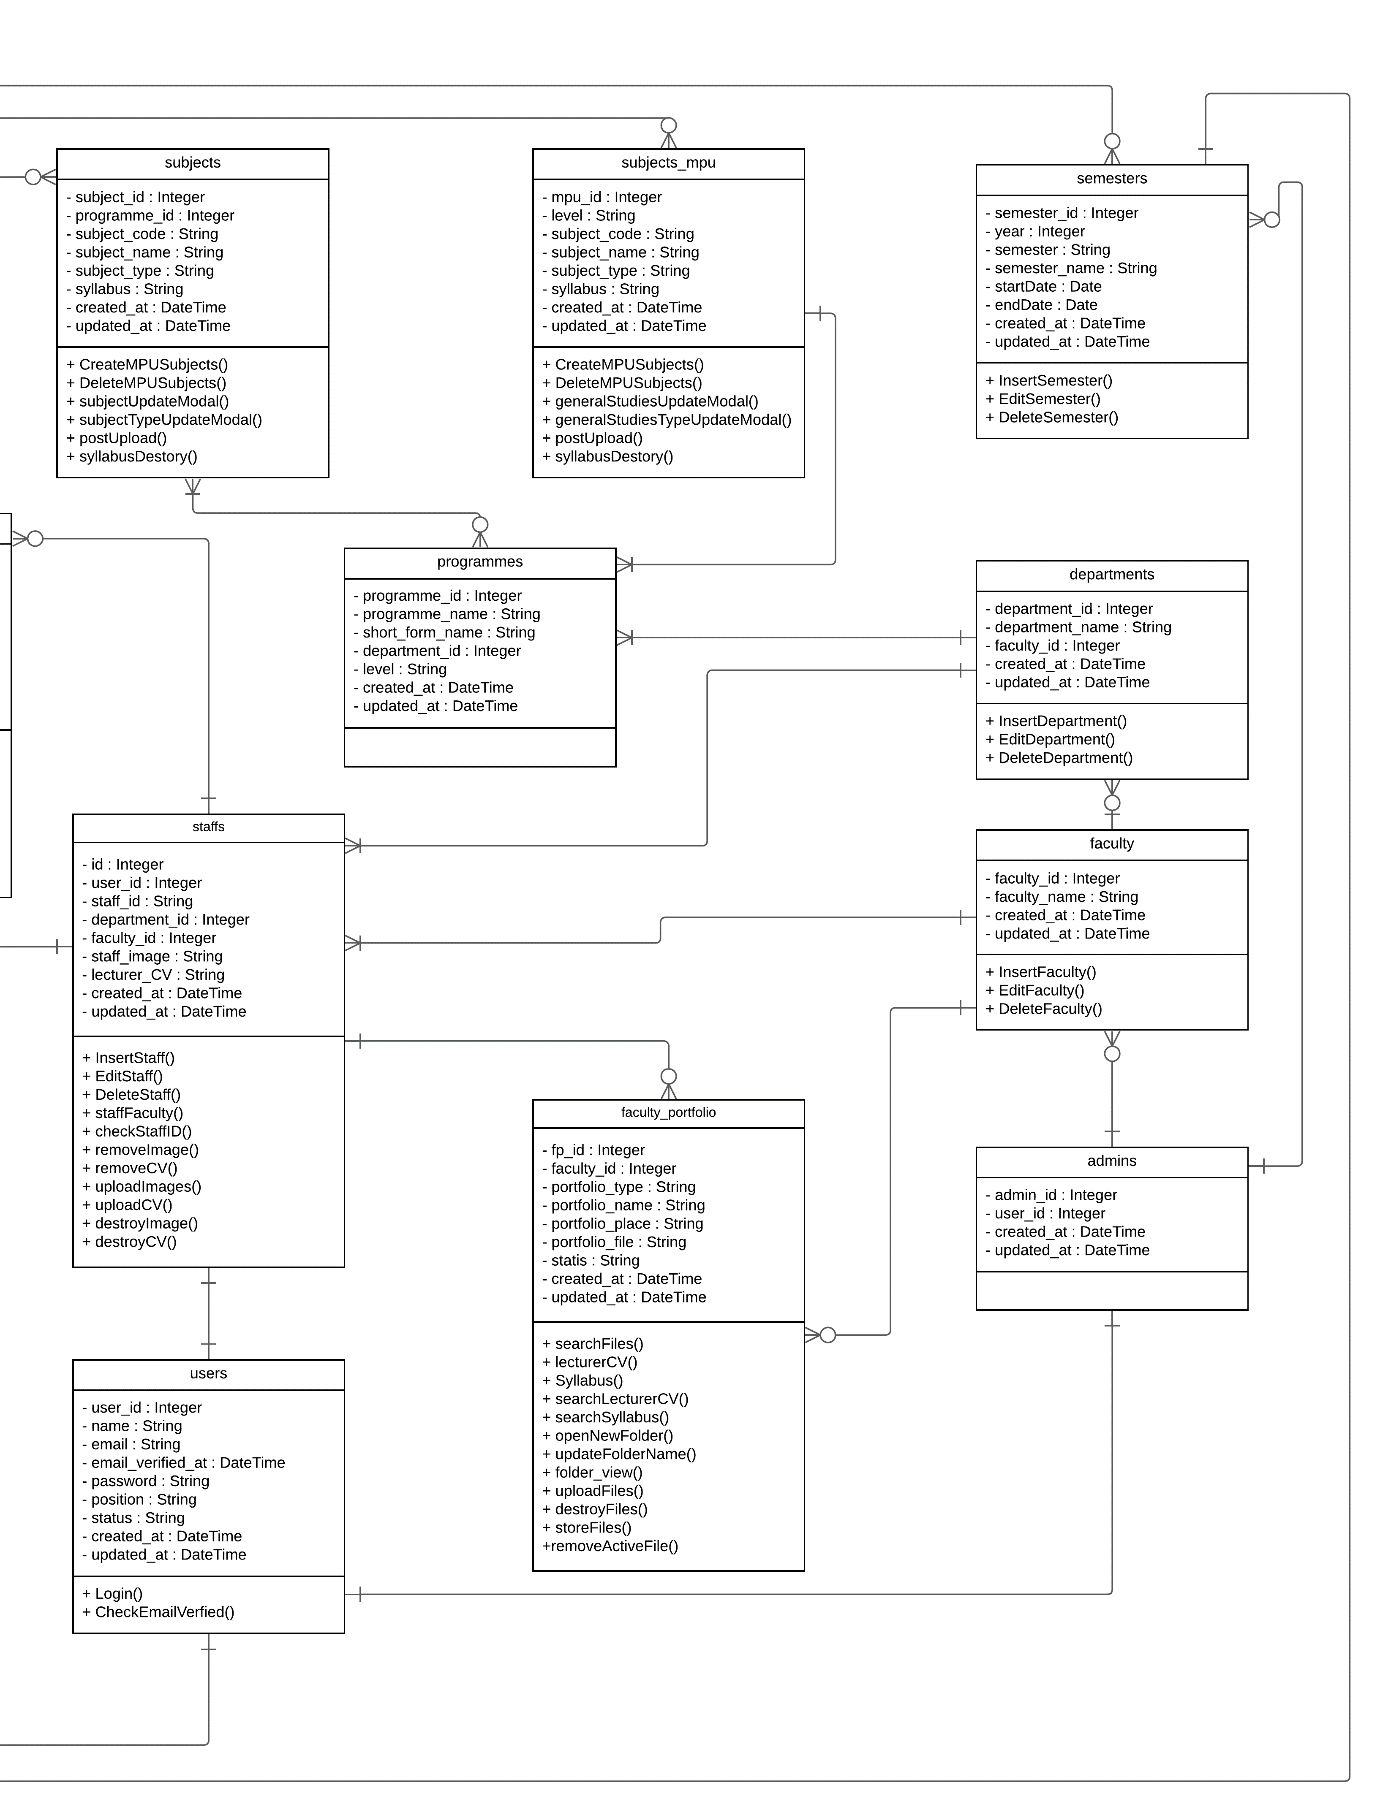 subjects
- subject_id : Integer
- programme_id : Integer
- subject_code : String
- subject_name : String
- subject_type : String
- syllabus : String
- created_at : DateTime
- updated_at : DateTime
+ CreateMPUSubjects()
+ DeleteMPUSubjects()
+ subjectUpdateModal()
+ subjectTypeUpdateModal()
+ postUpload()
+ syllabusDestory()
subjects_mpu
- mpu_id : Integer
- level : String
- subject_code : String
- subject_name : String
- subject_type : String
- syllabus : String
- created_at : DateTime
- updated_at : DateTime
+ CreateMPUSubjects()
+ DeleteMPUSubjects()
+ generalStudiesUpdateModal()
+ generalStudiesTypeUpdateModal()
+ postUpload()
+ syllabusDestory()
semesters
- semester_id : Integer
- year : Integer
- semester : String
- semester_name : String
- startDate : Date
- endDate : Date
- created_at : DateTime
- updated_at : DateTime
+ InsertSemester()
+ EditSemester()
+ DeleteSemester()
programmes
- programme_id : Integer
- programme_name : String
- short_form_name : String
- department_id : Integer
- level : String
- created_at : DateTime
- updated_at : DateTime
departments
- department_id : Integer
- department_name : String
- faculty_id : Integer
- created_at : DateTime
- updated_at : DateTime
+ InsertDepartment()
+ EditDepartment()
+ DeleteDepartment()
staffs
- id : Integer
- user_id : Integer
- staff_id : String
- department_id : Integer
- faculty_id : Integer
- staff_image : String
- lecturer_CV : String
- created_at : DateTime
- updated_at : DateTime
+ InsertStaff()
+ EditStaff()
+ DeleteStaff()
+ staffFaculty()
+ checkStaffID()
+ removeImage()
+ removeCV()
+ uploadImages()
+ uploadCV()
+ destroyImage()
+ destroyCV()
faculty
- faculty_id : Integer
- faculty_name : String
- created_at : DateTime
- updated_at : DateTime
+ InsertFaculty()
+ EditFaculty()
+ DeleteFaculty()
faculty_portfolio
- fp_id : Integer
- faculty_id : Integer
- portfolio_type : String
- portfolio_name : String
- portfolio_place : String
- portfolio_file : String
- statis : String
- created_at : DateTime
- updated_at : DateTime
+ searchFiles()
+ lecturerCV()
+ Syllabus()
+ searchLecturerCV()
+ searchSyllabus()
+ openNewFolder()
+ updateFolderName()
+ folder_view()
+ uploadFiles()
+ destroyFiles()
+ storeFiles()
+removeActiveFile()
admins
- admin_id : Integer
- user_id : Integer
- created_at : DateTime
- updated_at : DateTime
users
- user_id : Integer
- name : String
- email : String
- email_verified_at : DateTime
- password : String
- position : String
- status : String
- created_at : DateTime
- updated_at : DateTime
+ Login()
+ CheckEmailVerfied()